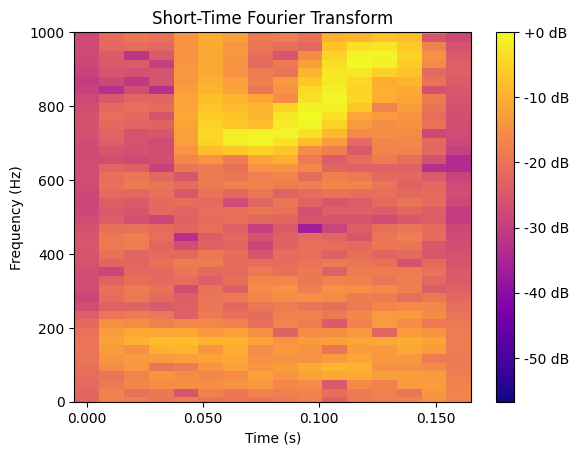 Short-Time Fourier Transform
1000
800
600
400
200
0
Frequency (Hz)
0.000
0.050
0.100
0.150
Time (s)
+0 dB
-10 dB
-20 dB
-30 dB
-40 dB
-50 dB